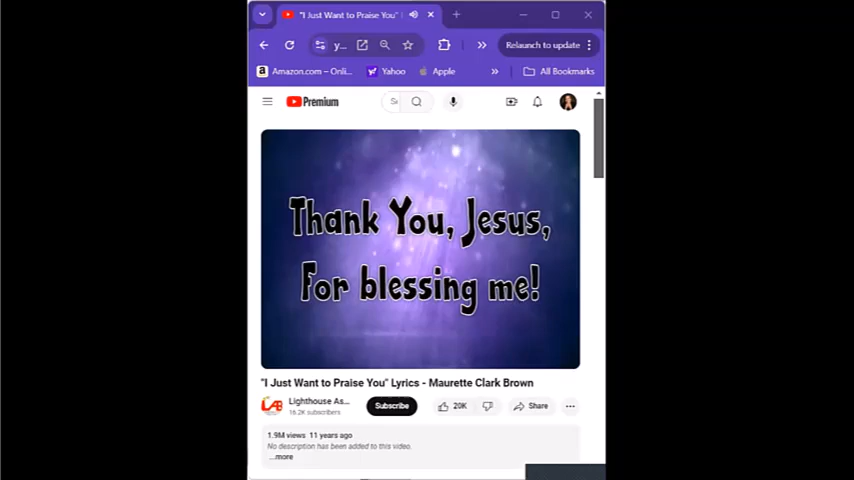 "I Just Want to Praise You"
y...
Relaunch to update
Amazon.com – Onli...
Yahoo
Apple
All Bookmarks
Premium
Thank You, Jesus,
For blessing me!
"I Just Want to Praise You" Lyrics - Maurette Clark Brown
Lighthouse As...
16.2K subscribers
Subscribe
20K
Share
1.9M views 11 years ago
No description has been added to this video.
...more